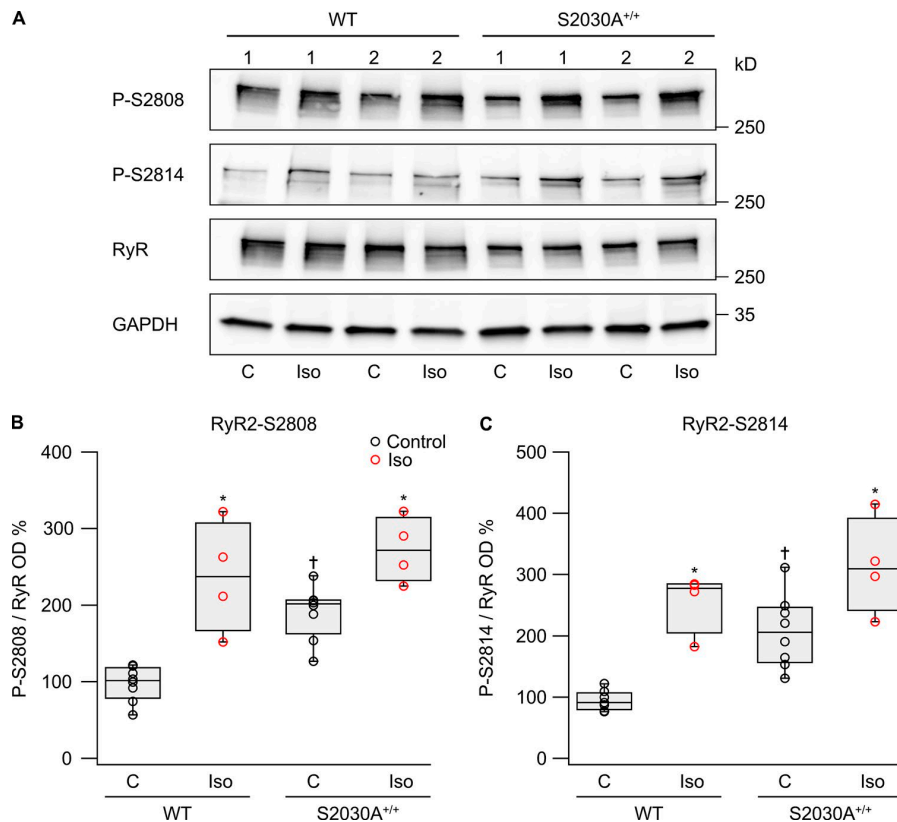 A
WT S2030A+/+
1 1 2 2 1 1 2 2 kD
P-S2808
250
P-S2814
250
RyR
250
35
GAPDH
C Iso C Iso C Iso C Iso
B RyR2-S2808
Control
Iso
P-S2808 / RyR OD %
400
300
200
100
0
* † *
C Iso C Iso
WT S2030A+/+
C RyR2-S2814
P-S2814 / RyR OD %
500
400
300
200
100
0
* † *
C Iso C Iso
WT S2030A+/+